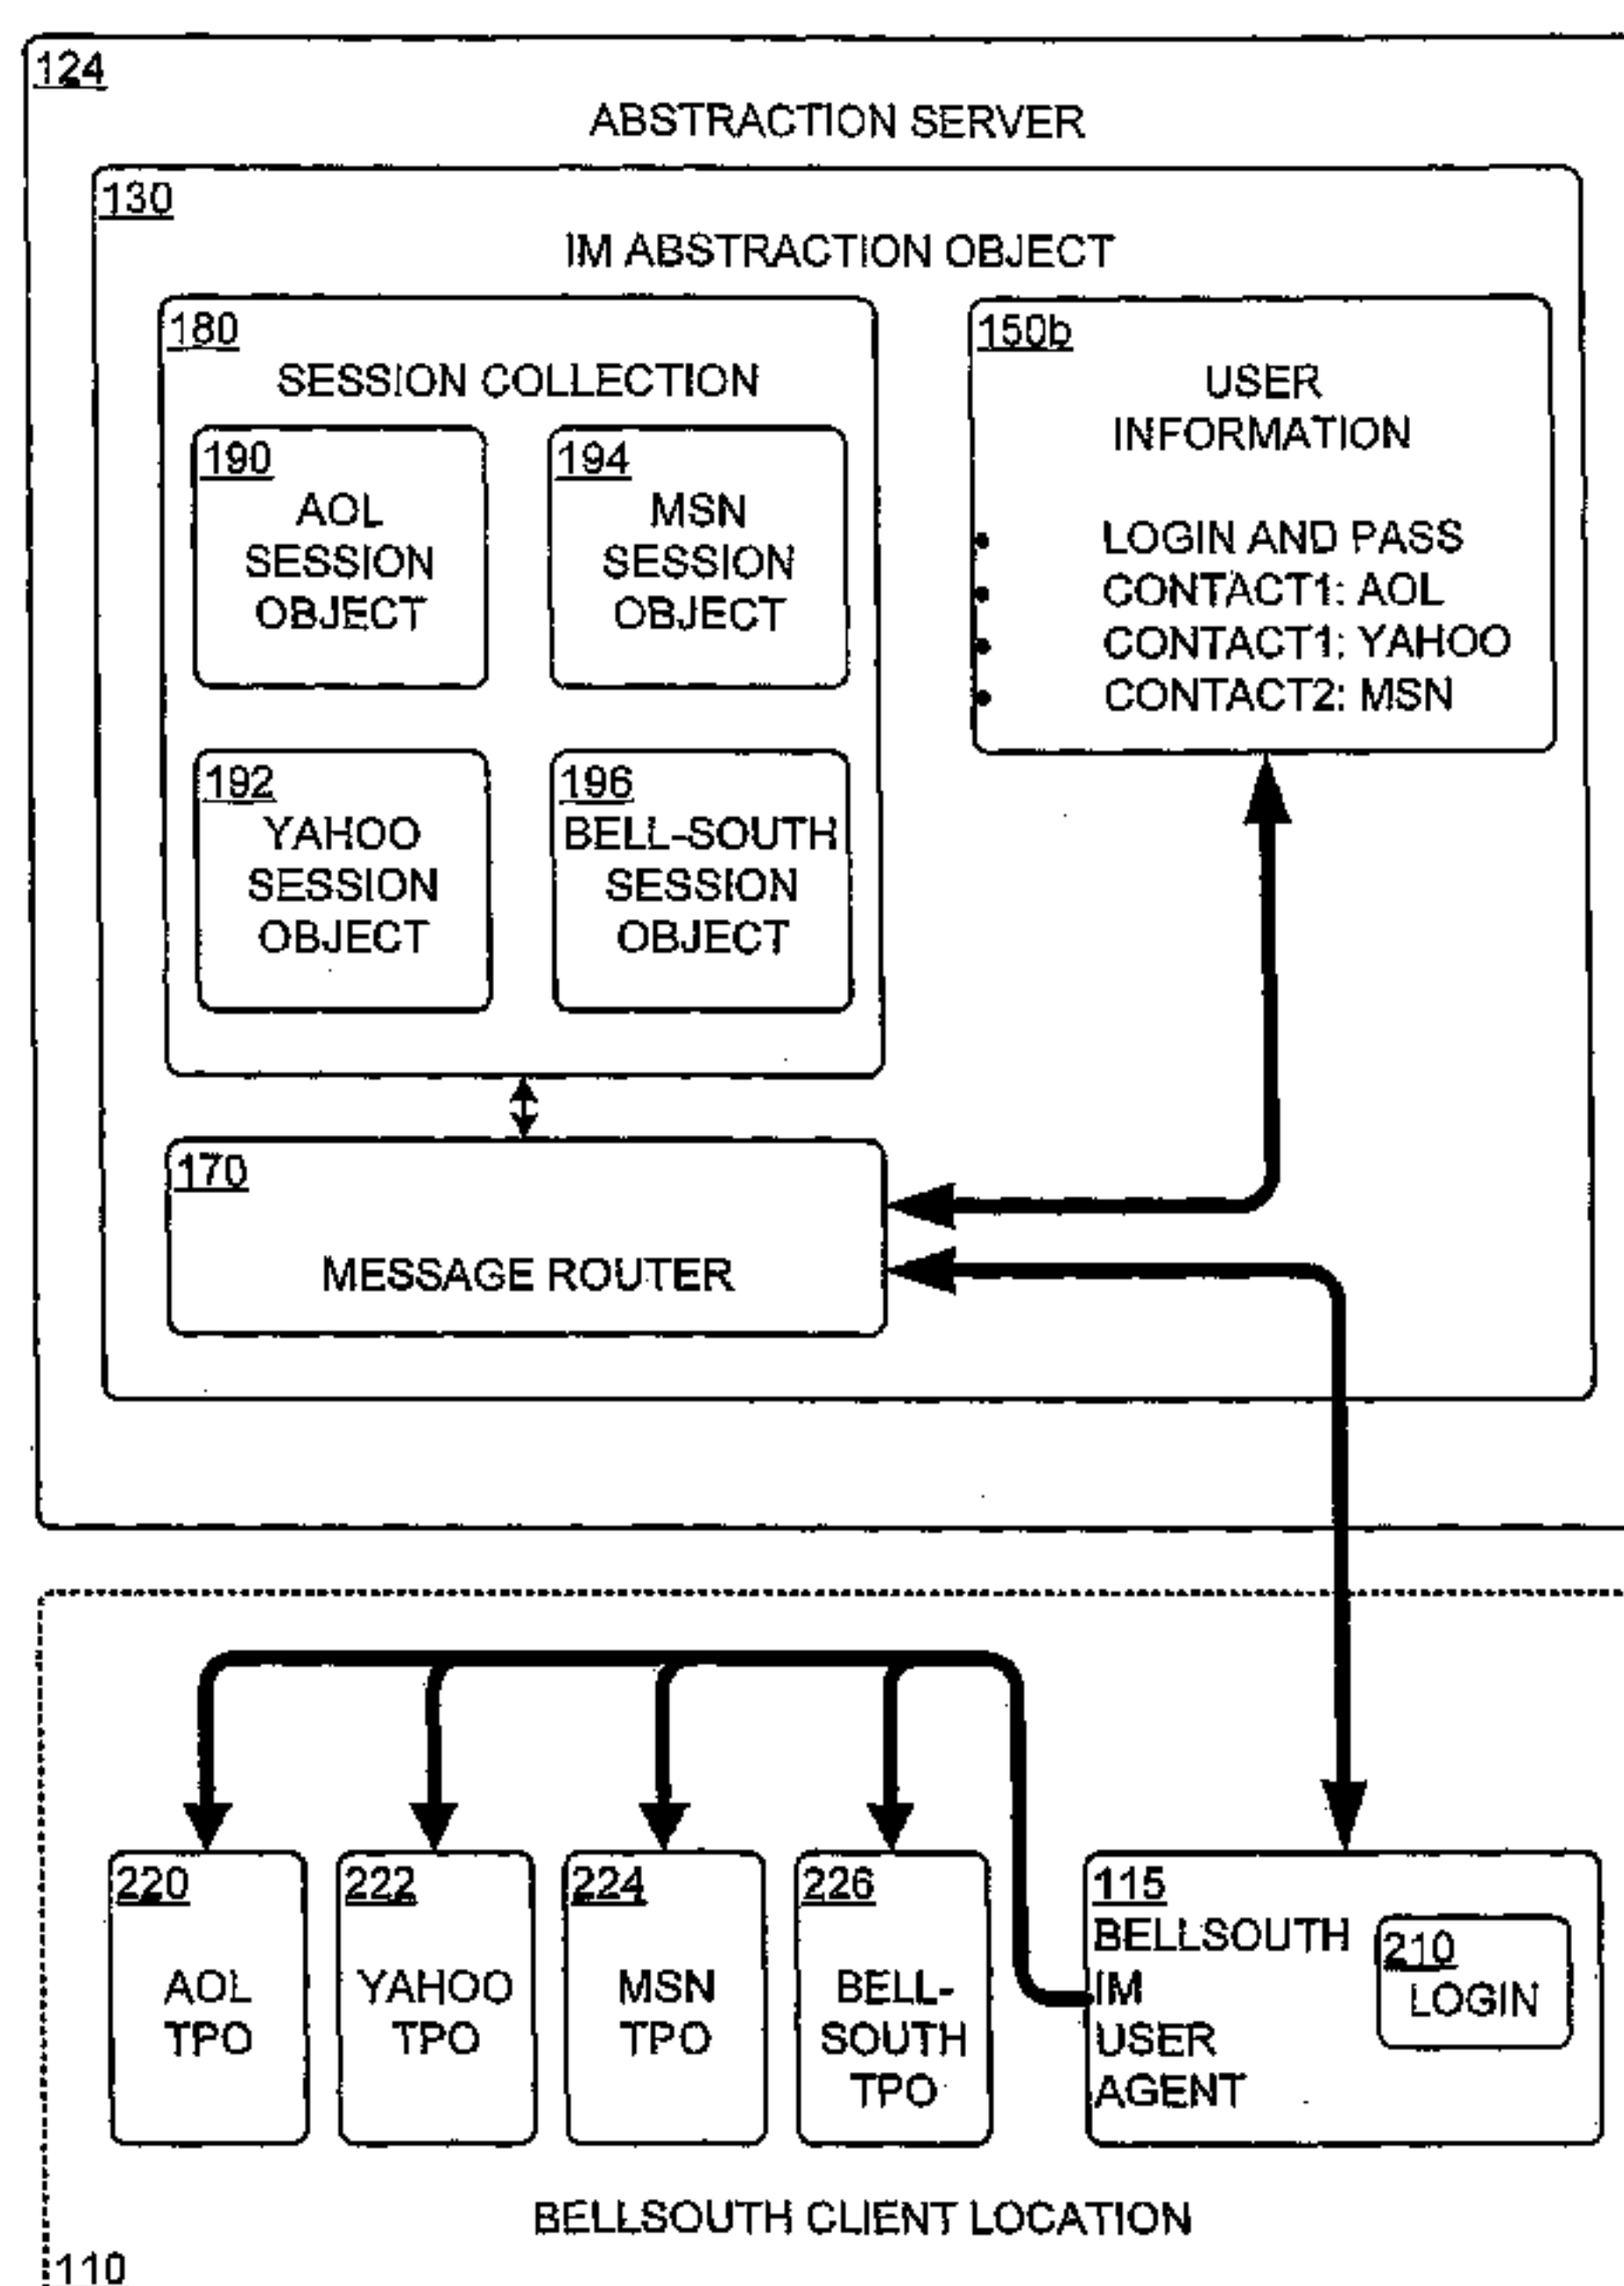 124
ABSTRACTION SERVER
130
IM ABSTRACTION OBJECT
180
SESSION COLLECTION
190
AOL
SESSION
OBJECT
194
MSN
SESSION
OBJECT
192
YAHOO
SESSION
OBJECT
196
BELL-SOUTH
SESSION
OBJECT
150b
USER
INFORMATION
• LOGIN AND PASS
• CONTACT1: AOL
• CONTACT1: YAHOO
• CONTACT2: MSN
170
MESSAGE ROUTER
220
AOL
TPO
222
YAHOO
TPO
224
MSN
TPO
226
BELL-
SOUTH
TPO
115
BELLSOUTH
IM
USER
AGENT
210
LOGIN
BELLSOUTH CLIENT LOCATION
110